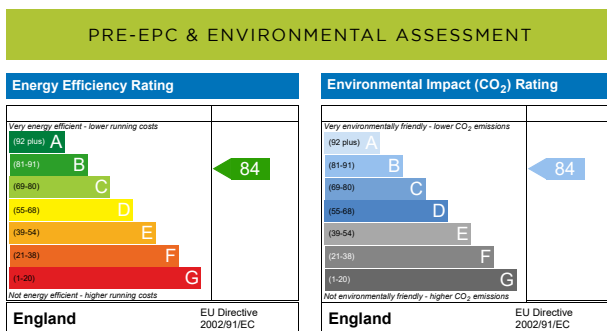 PRE-EPC & ENVIRONMENTAL ASSESSMENT
Energy Efficiency Rating
Very energy efficient - lower running costs
(92 plus) A
(81-91) B
84
(69-80) C
(55-68) D
(39-54) E
(21-38) F
(1-20) G
Not energy efficient - higher running costs
England
EU Directive
2002/91/EC
Environmental Impact (CO2) Rating
Very environmentally friendly - lower CO2 emissions
(92 plus) A
(81-91) B
84
(69-80) C
(55-68) D
(39-54) E
(21-38) F
(1-20) G
Not environmentally friendly - higher CO2 emissions
England
EU Directive
2002/91/EC